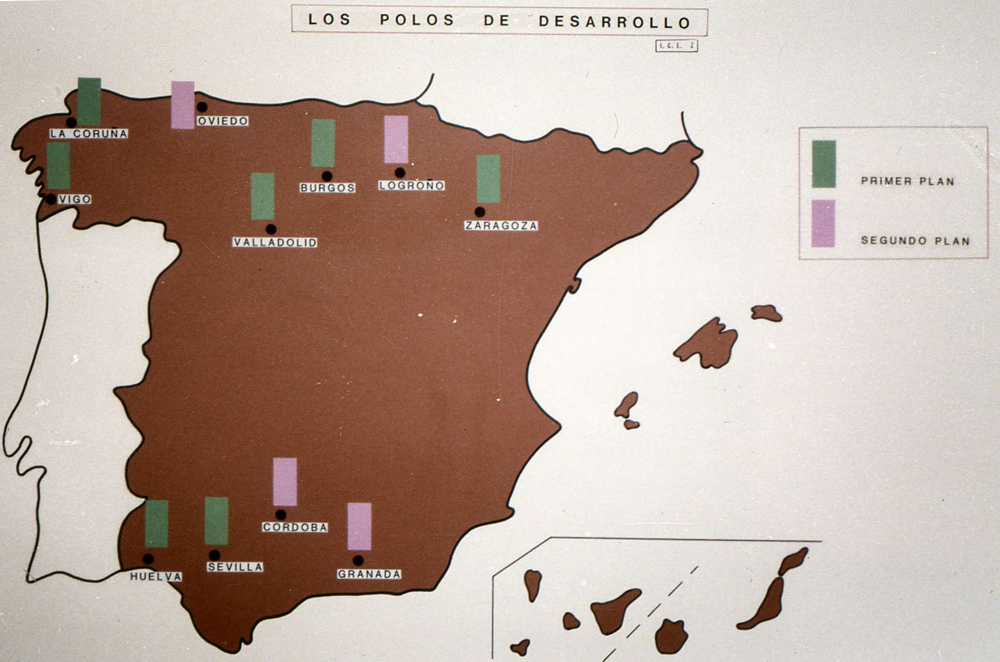 LOS POLOS DE DESARROLLO
I. C. E. Z
LA CORUÑA
OVIEDO
VIGO
BURGOS
LOGROÑO
VALLADOLID
ZARAGOZA
PRIMER PLAN
SEGUNDO PLAN
CORDOBA
HUELVA
SEVILLA
GRANADA